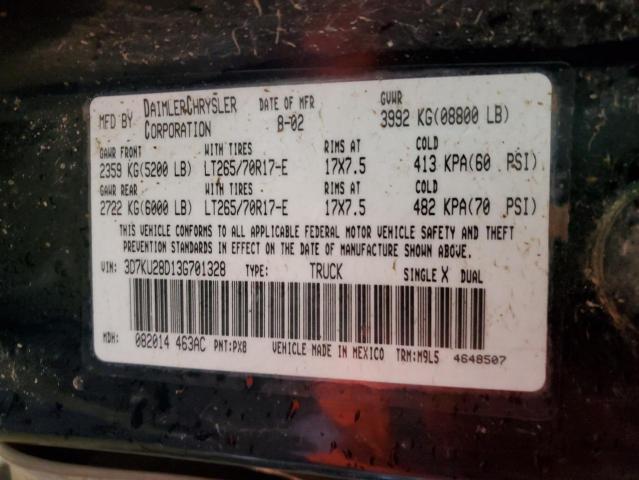 MFD BY DAIMLERCHRYSLER CORPORATION DATE OF MFR 8-02 GVWR 3992 KG(08800 LB)
GAWR FRONT WITH TIRES RIMS AT COLD
2359 KG(5200 LB) LT265/70R17-E 17X7.5 413 KPA(60 PSI)
GAWR REAR WITH TIRES RIMS AT COLD
2722 KG(6000 LB) LT265/70R17-E 17X7.5 482 KPA(70 PSI)
THIS VEHICLE CONFORMS TO ALL APPLICABLE FEDERAL MOTOR VEHICLE SAFETY AND THEFT
PREVENTION STANDARDS IN EFFECT ON THE DATE OF MANUFACTURE SHOWN ABOVE.
VIN: 3D7KU28D13G701328 TYPE: TRUCK SINGLE X DUAL
MDH: 082014 463AC PNT:PX8 VEHICLE MADE IN MEXICO TRM:M9L5 4648507